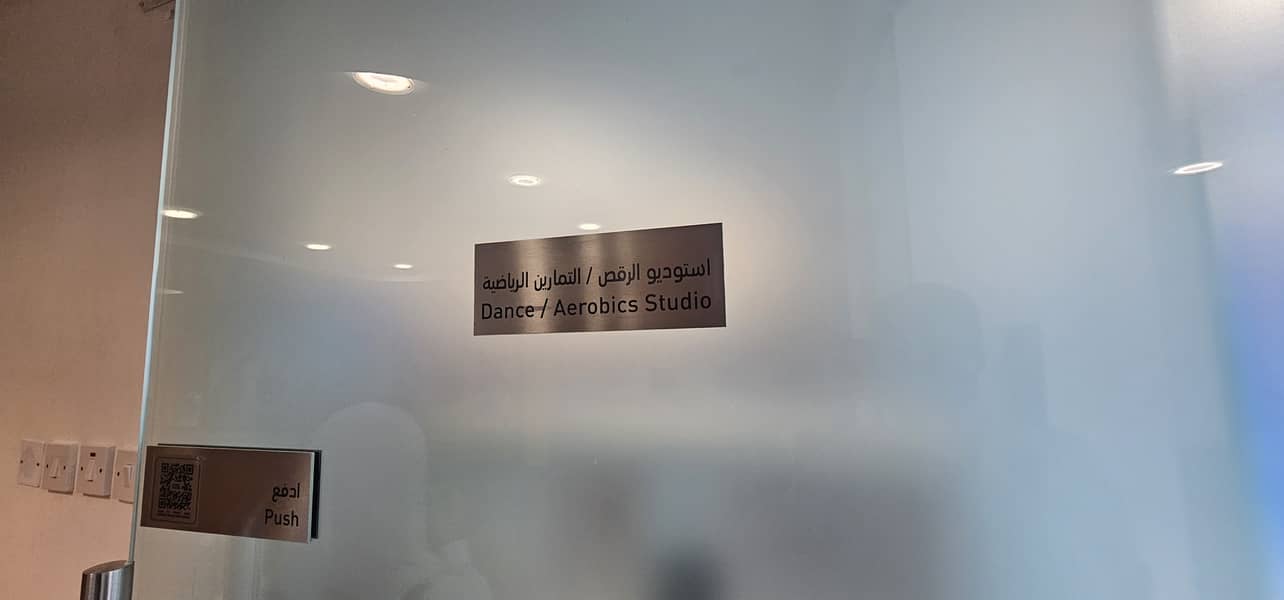 استوديو الرقص / التمارين الرياضية
Dance / Aerobics Studio
ادفع
Push